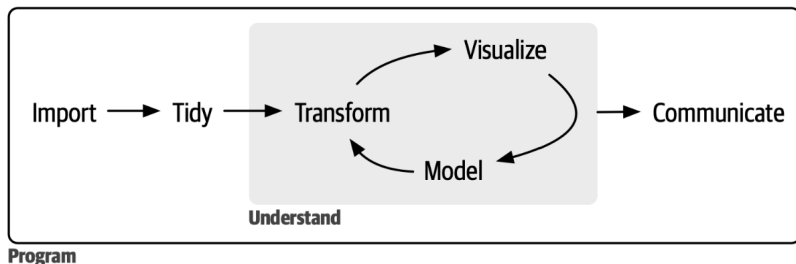 Visualize
Import
Tidy
Transform
Communicate
Model
Understand
Program